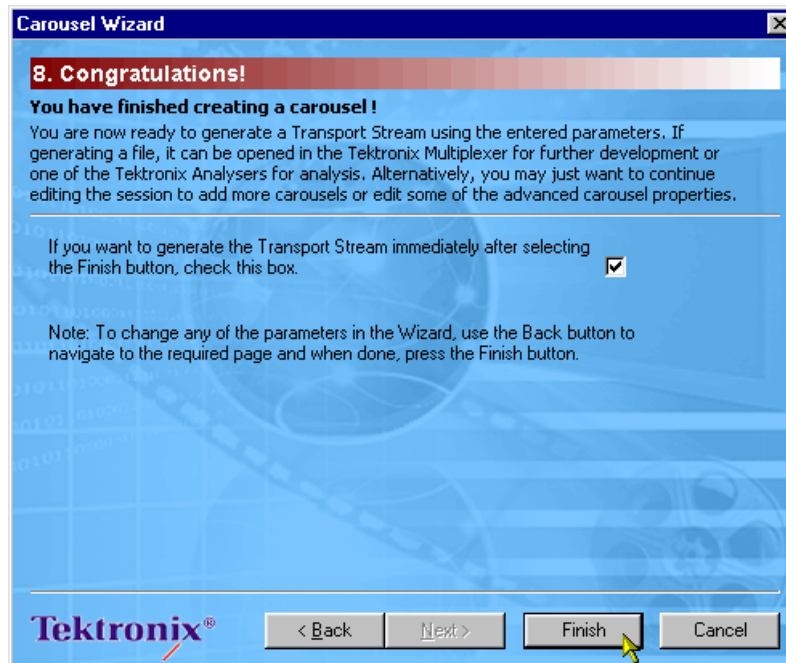 Carousel Wizard
8. Congratulations!
You have finished creating a carousel !
You are now ready to generate a Transport Stream using the entered parameters. If
generating a file, it can be opened in the Tektronix Multiplexer for further development or
one of the Tektronix Analysers for analysis. Alternatively, you may just want to continue
editing the session to add more carousels or edit some of the advanced carousel properties.
If you want to generate the Transport Stream immediately after selecting
the Finish button, check this box.
Note: To change any of the parameters in the Wizard, use the Back button to
navigate to the required page and when done, press the Finish button.
Tektronix®
< Back
Next >
Finish
Cancel